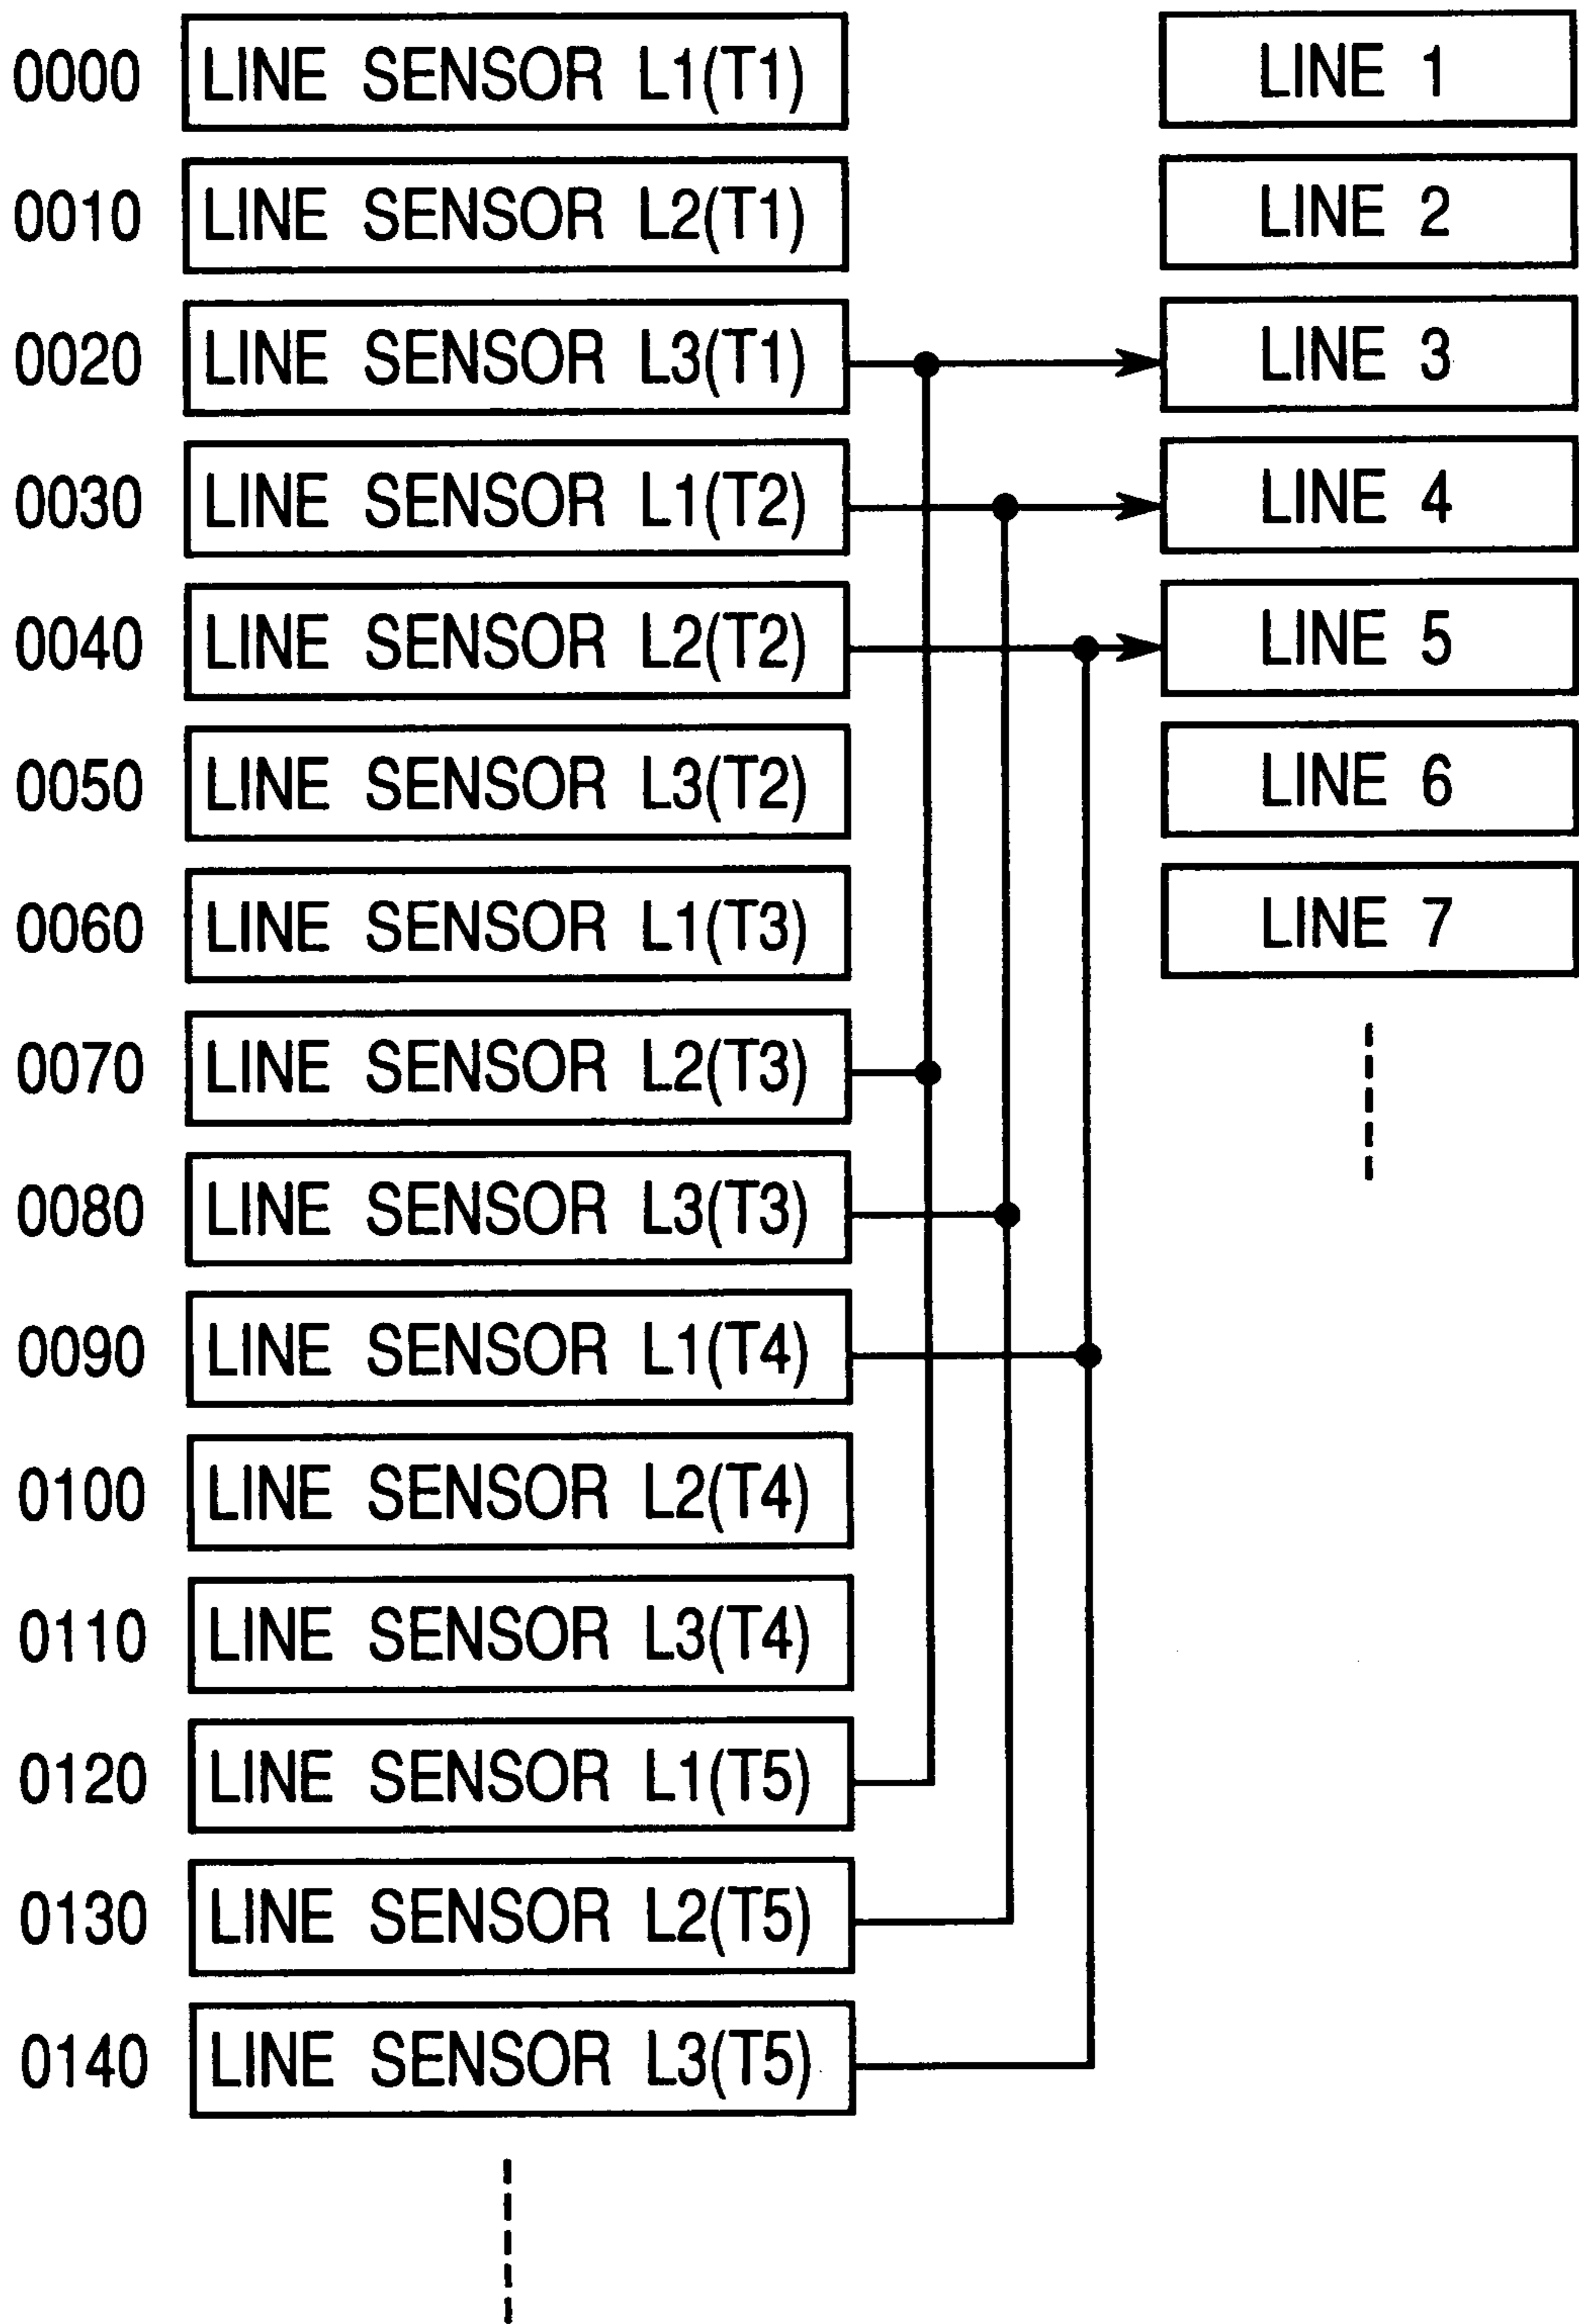 0000 LINE SENSOR L1(T1) LINE 1
0010 LINE SENSOR L2(T1) LINE 2
0020 LINE SENSOR L3(T1) LINE 3
0030 LINE SENSOR L1(T2) LINE 4
0040 LINE SENSOR L2(T2) LINE 5
0050 LINE SENSOR L3(T2) LINE 6
0060 LINE SENSOR L1(T3) LINE 7
0070 LINE SENSOR L2(T3)
0080 LINE SENSOR L3(T3)
0090 LINE SENSOR L1(T4)
0100 LINE SENSOR L2(T4)
0110 LINE SENSOR L3(T4)
0120 LINE SENSOR L1(T5)
0130 LINE SENSOR L2(T5)
0140 LINE SENSOR L3(T5)